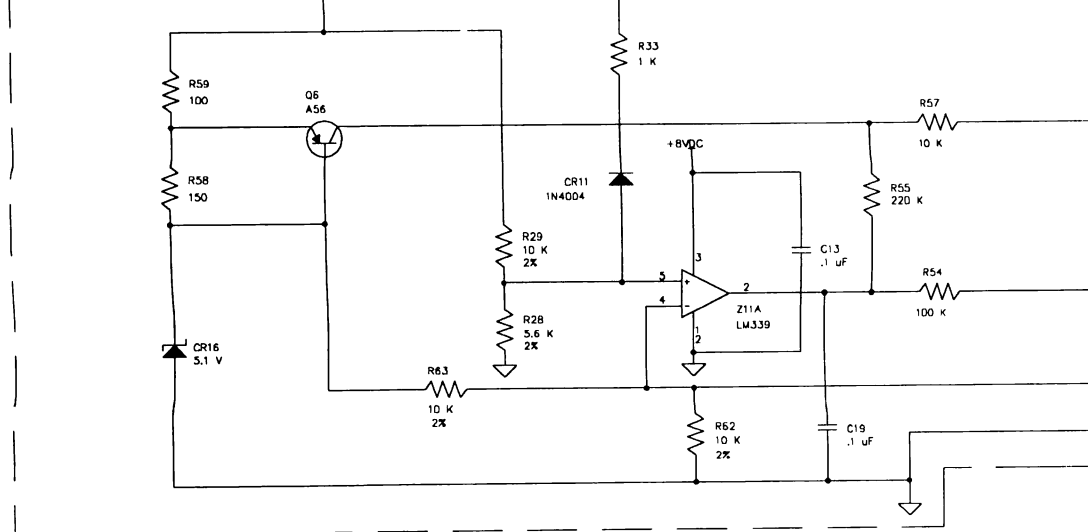 R33
1 K
R59
100
Q6
A56
R57
10 K
+8VDC
CR11
1N4004
R58
150
R55
220 K
R29
10 K
2%
C13
.1 uF
3
5
+
4
-
2
R54
100 K
Z11A
LM339
R28
5.6 K
2%
1
2
CR16
5.1 V
R63
10 K
2%
R62
10 K
2%
C19
.1 uF